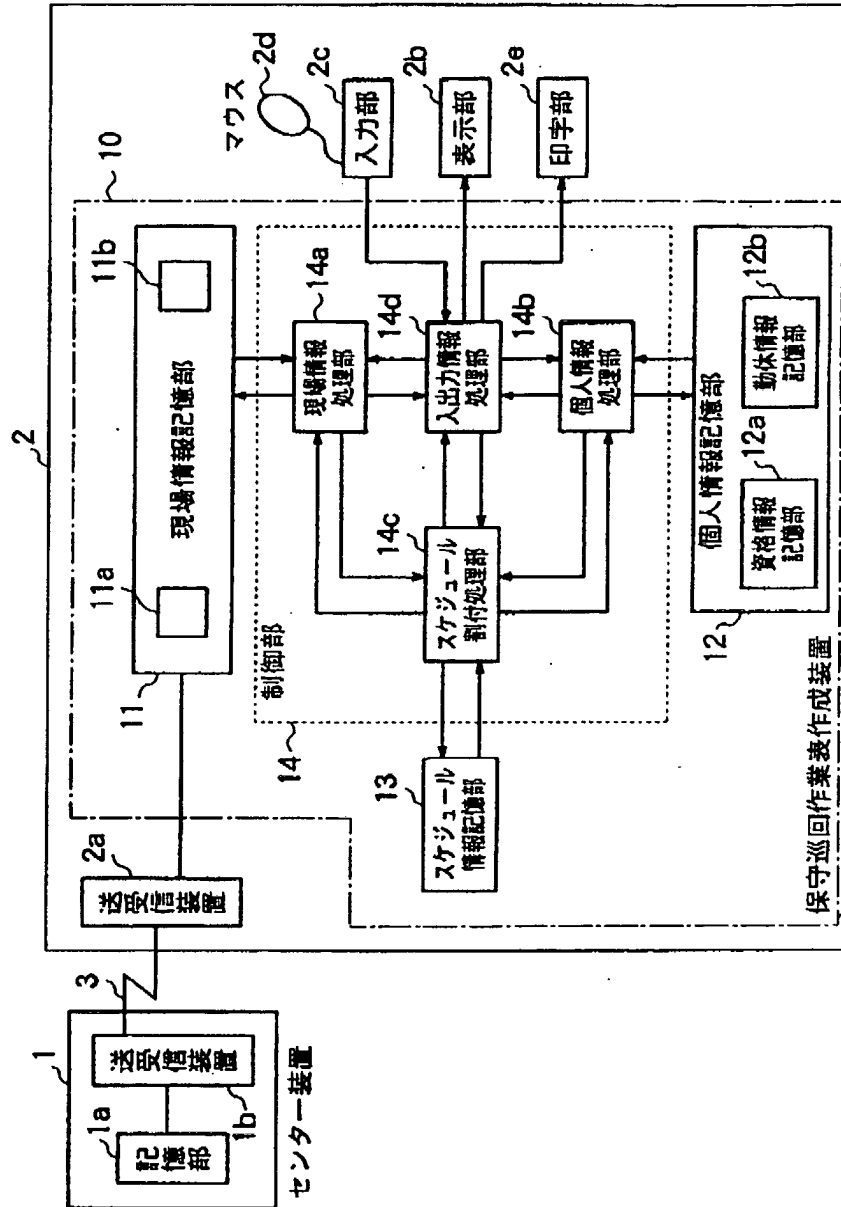 1
センター装置
1a
記憶部
1b
送受信装置
3
2
2a
送受信装置
10
保守巡回作業表作成装置
11
現場情報記憶部
11a
11b
14
制御部
13
スケジュール
情報記憶部
14c
スケジュール
割付処理部
14a
現場情報
処理部
14d
入出力情報
処理部
14b
個人情報
処理部
12
個人情報記憶部
12a
資格情報
記憶部
12b
勤休情報
記憶部
マウス
2d
2c
入力部
2b
表示部
2e
印字部